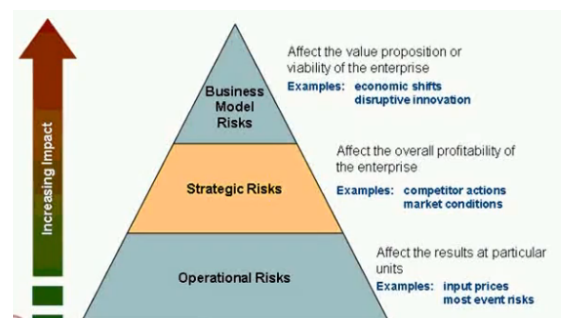 Increasing Impact
Business
Model
Risks
Affect the value proposition or
viability of the enterprise
Examples: economic shifts
disruptive innovation
Strategic Risks
Affect the overall profitability of
the enterprise
Examples: competitor actions
market conditions
Operational Risks
Affect the results at particular
units
Examples: input prices
most event risks